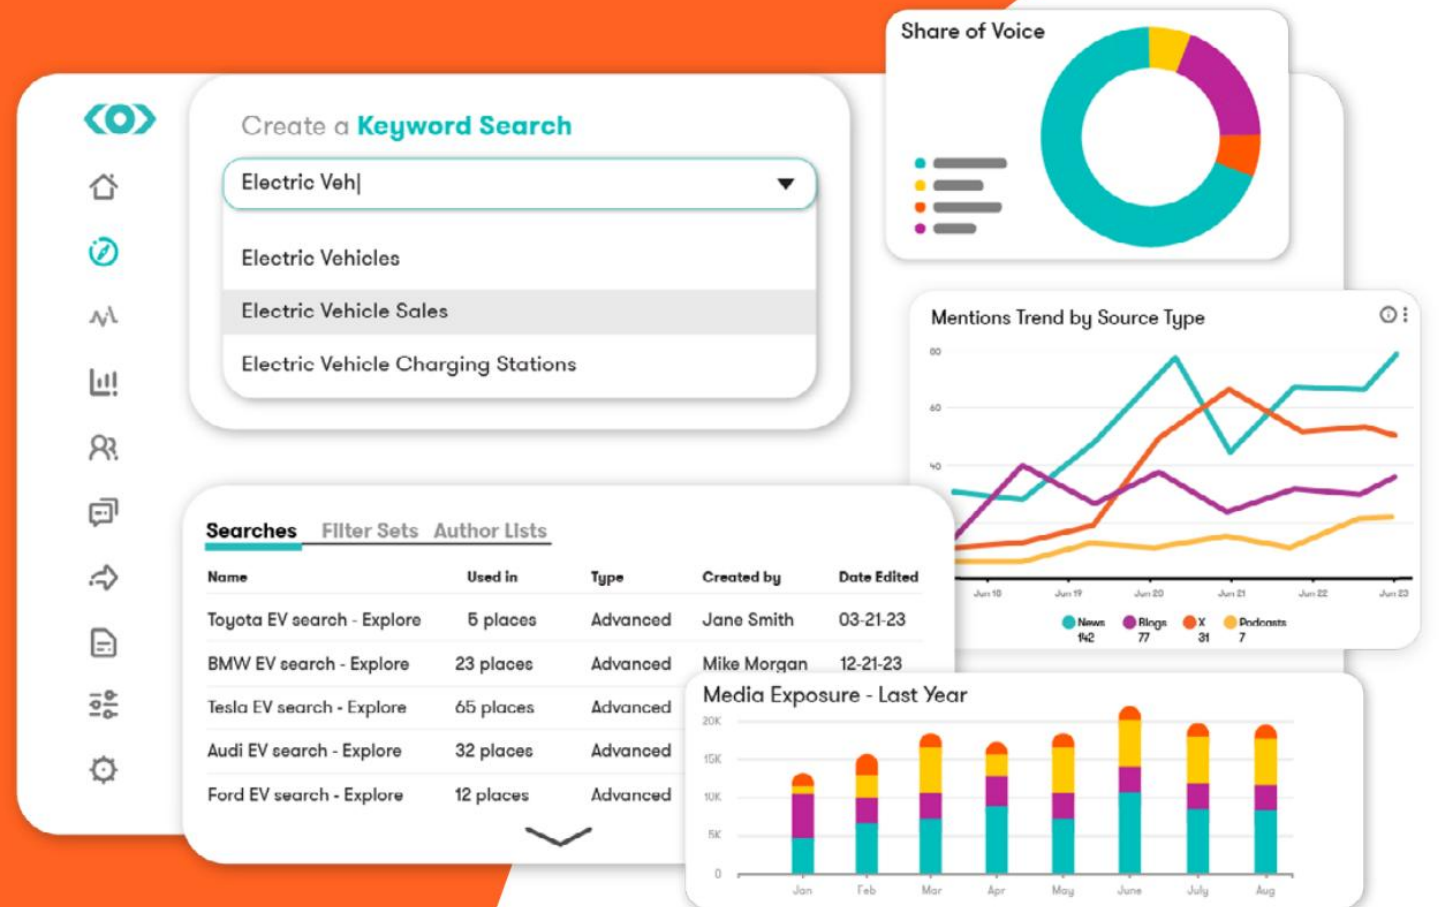 Share of Voice
Create a Keyword Search
Electric Veh
Electric Vehicles
Electric Vehicle Sales
Electric Vehicle Charging Stations
Mentions Trend by Source Type
80
60
40
Jun 18 Jun 19 Jun 20 Jun 21 Jun 22 Jun 23
News Blogs X Podcasts
142 77 31 7
Searches Filter Sets Author Lists
Name Used in Type Created by Date Edited
Toyota EV search - Explore 5 places Advanced Jane Smith 03-21-23
BMW EV search - Explore 23 places Advanced Mike Morgan 12-21-23
Tesla EV search - Explore 65 places Advanced
Audi EV search - Explore 32 places Advanced
Ford EV search - Explore 12 places Advanced
Media Exposure - Last Year
20K
15K
10K
5K
0
Jan Feb Mar Apr May June July Aug